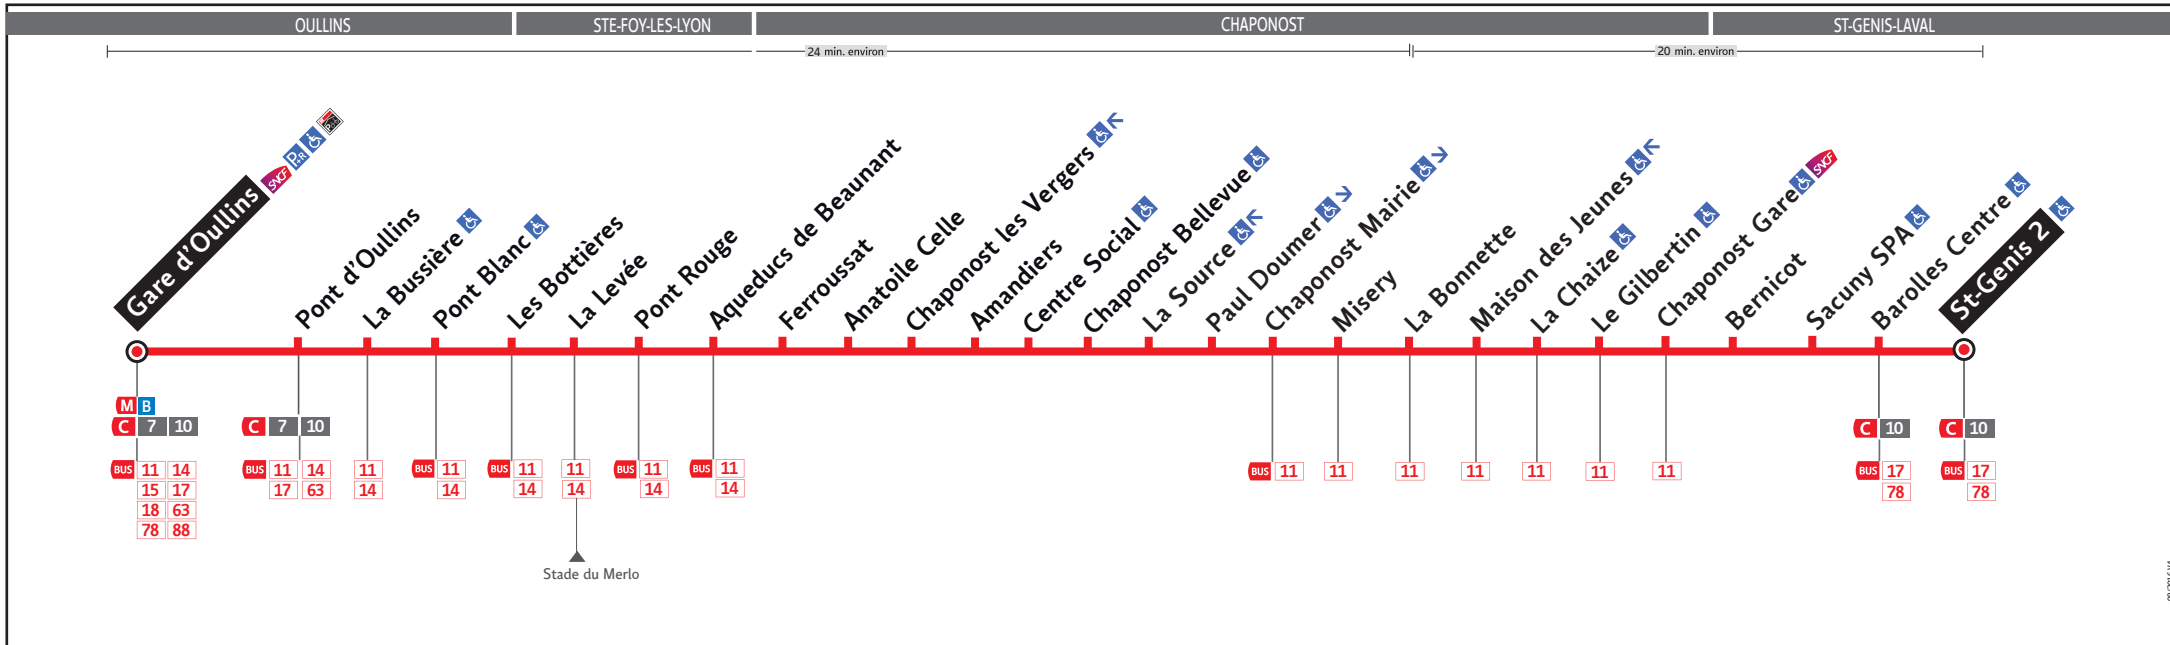 OULLINS
STE-FOY-LES-LYON
CHAPONOST
ST-GENIS-LAVAL
24 min. environ
20 min. environ
Gare d'Oullins SNCF P+R
Pont d'Oullins
La Bussière
Pont Blanc
Les Bottières
La Levée
Pont Rouge
Aqueducs de Beaunant
Ferroussat
Anatoile Celle
Chaponost les Vergers
Amandiers
Centre Social
Chaponost Bellevue
La Source
Paul Doumer
Chaponost Mairie
Misery
La Bonnette
Maison des Jeunes
La Chaize
Le Gilbertin
Chaponost Gare SNCF
Bernicot
Sacuny SPA
Barolles Centre
St-Genis 2
M B
C 7 10
BUS 11 14
15 17
18 63
78 88
C 7 10
BUS 11 14
17 63
11
14
BUS 11
14
BUS 11
14
11
14
Stade du Merlo
BUS 11
14
BUS 11
14
BUS 11
11
11
11
11
11
11
C 10
BUS 17
78
C 10
BUS 17
78